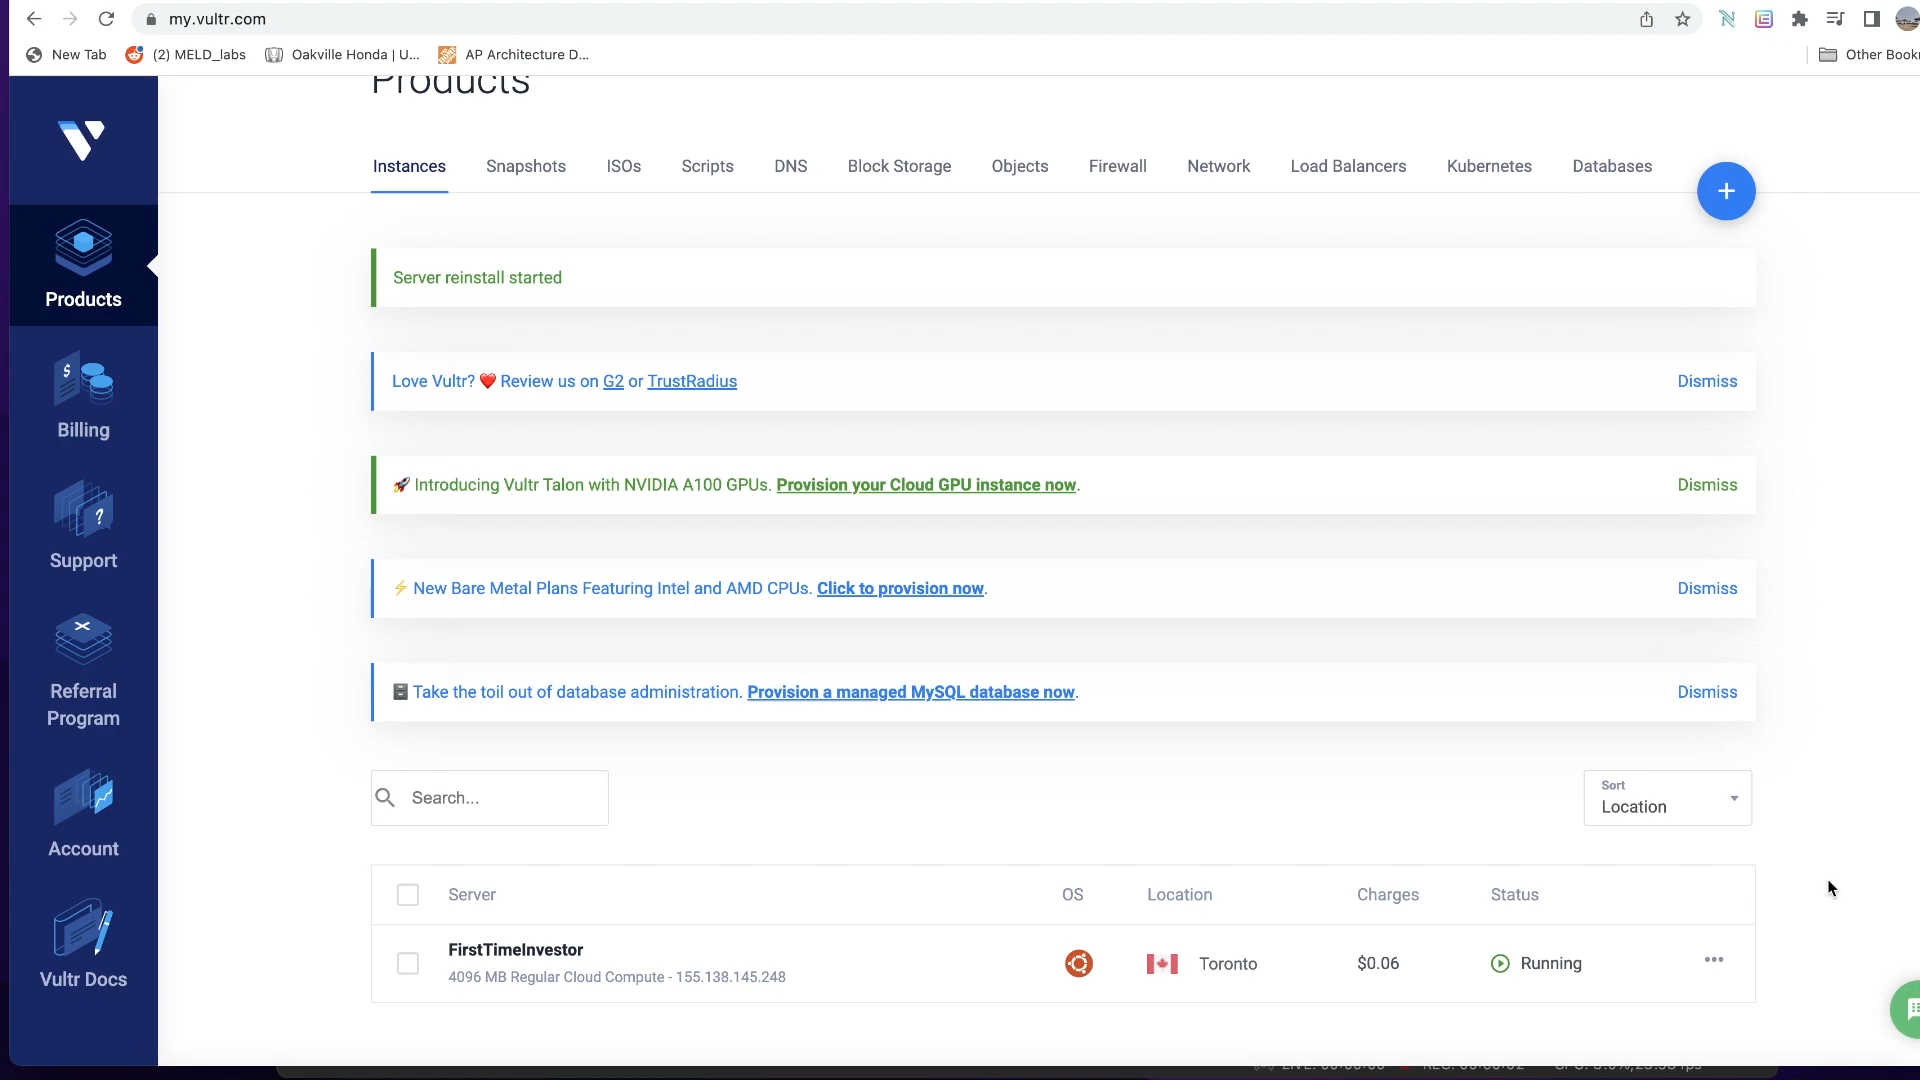 my.vultr.com
New Tab (2) MELD_labs Oakville Honda | U... AP Architecture D... Other Book
Products
Instances Snapshots ISOs Scripts DNS Block Storage Objects Firewall Network Load Balancers Kubernetes Databases
+
Server reinstall started
Love Vultr? ❤️ Review us on G2 or TrustRadius Dismiss
🚀 Introducing Vultr Talon with NVIDIA A100 GPUs. Provision your Cloud GPU instance now. Dismiss
⚡ New Bare Metal Plans Featuring Intel and AMD CPUs. Click to provision now. Dismiss
🗄 Take the toil out of database administration. Provision a managed MySQL database now. Dismiss
Search...
Sort
Location
Server OS Location Charges Status
FirstTimeInvestor
4096 MB Regular Cloud Compute - 155.138.145.248
Toronto $0.06 Running
Products
Billing
Support
Referral
Program
Account
Vultr Docs